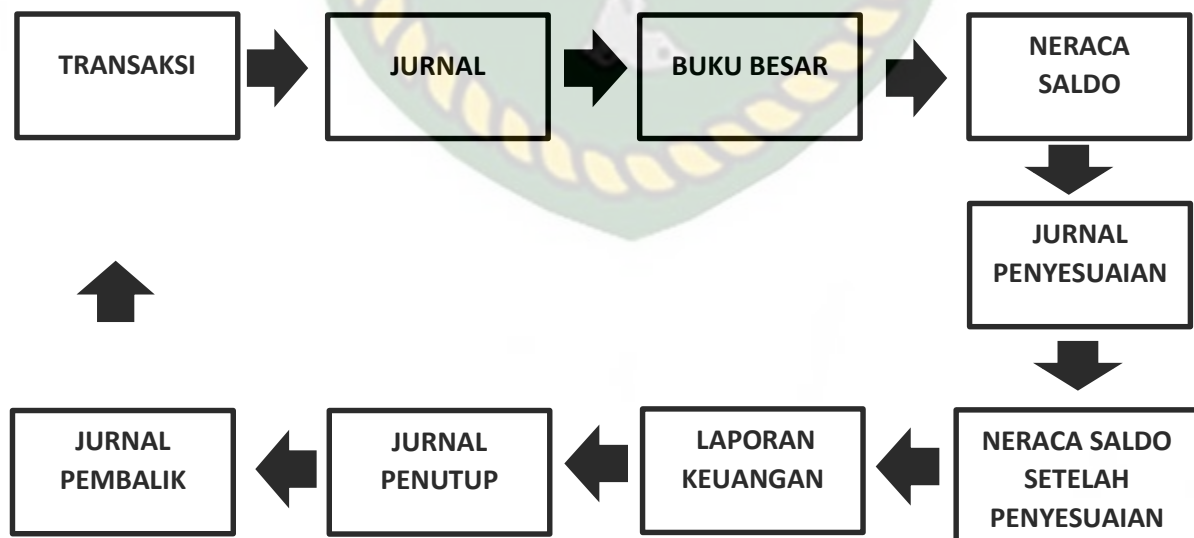 TRANSAKSI
JURNAL
BUKU BESAR
NERACA
SALDO
JURNAL
PENYESUAIAN
NERACA SALDO
SETELAH
PENYESUAIAN
LAPORAN
KEUANGAN
JURNAL
PENUTUP
JURNAL
PEMBALIK